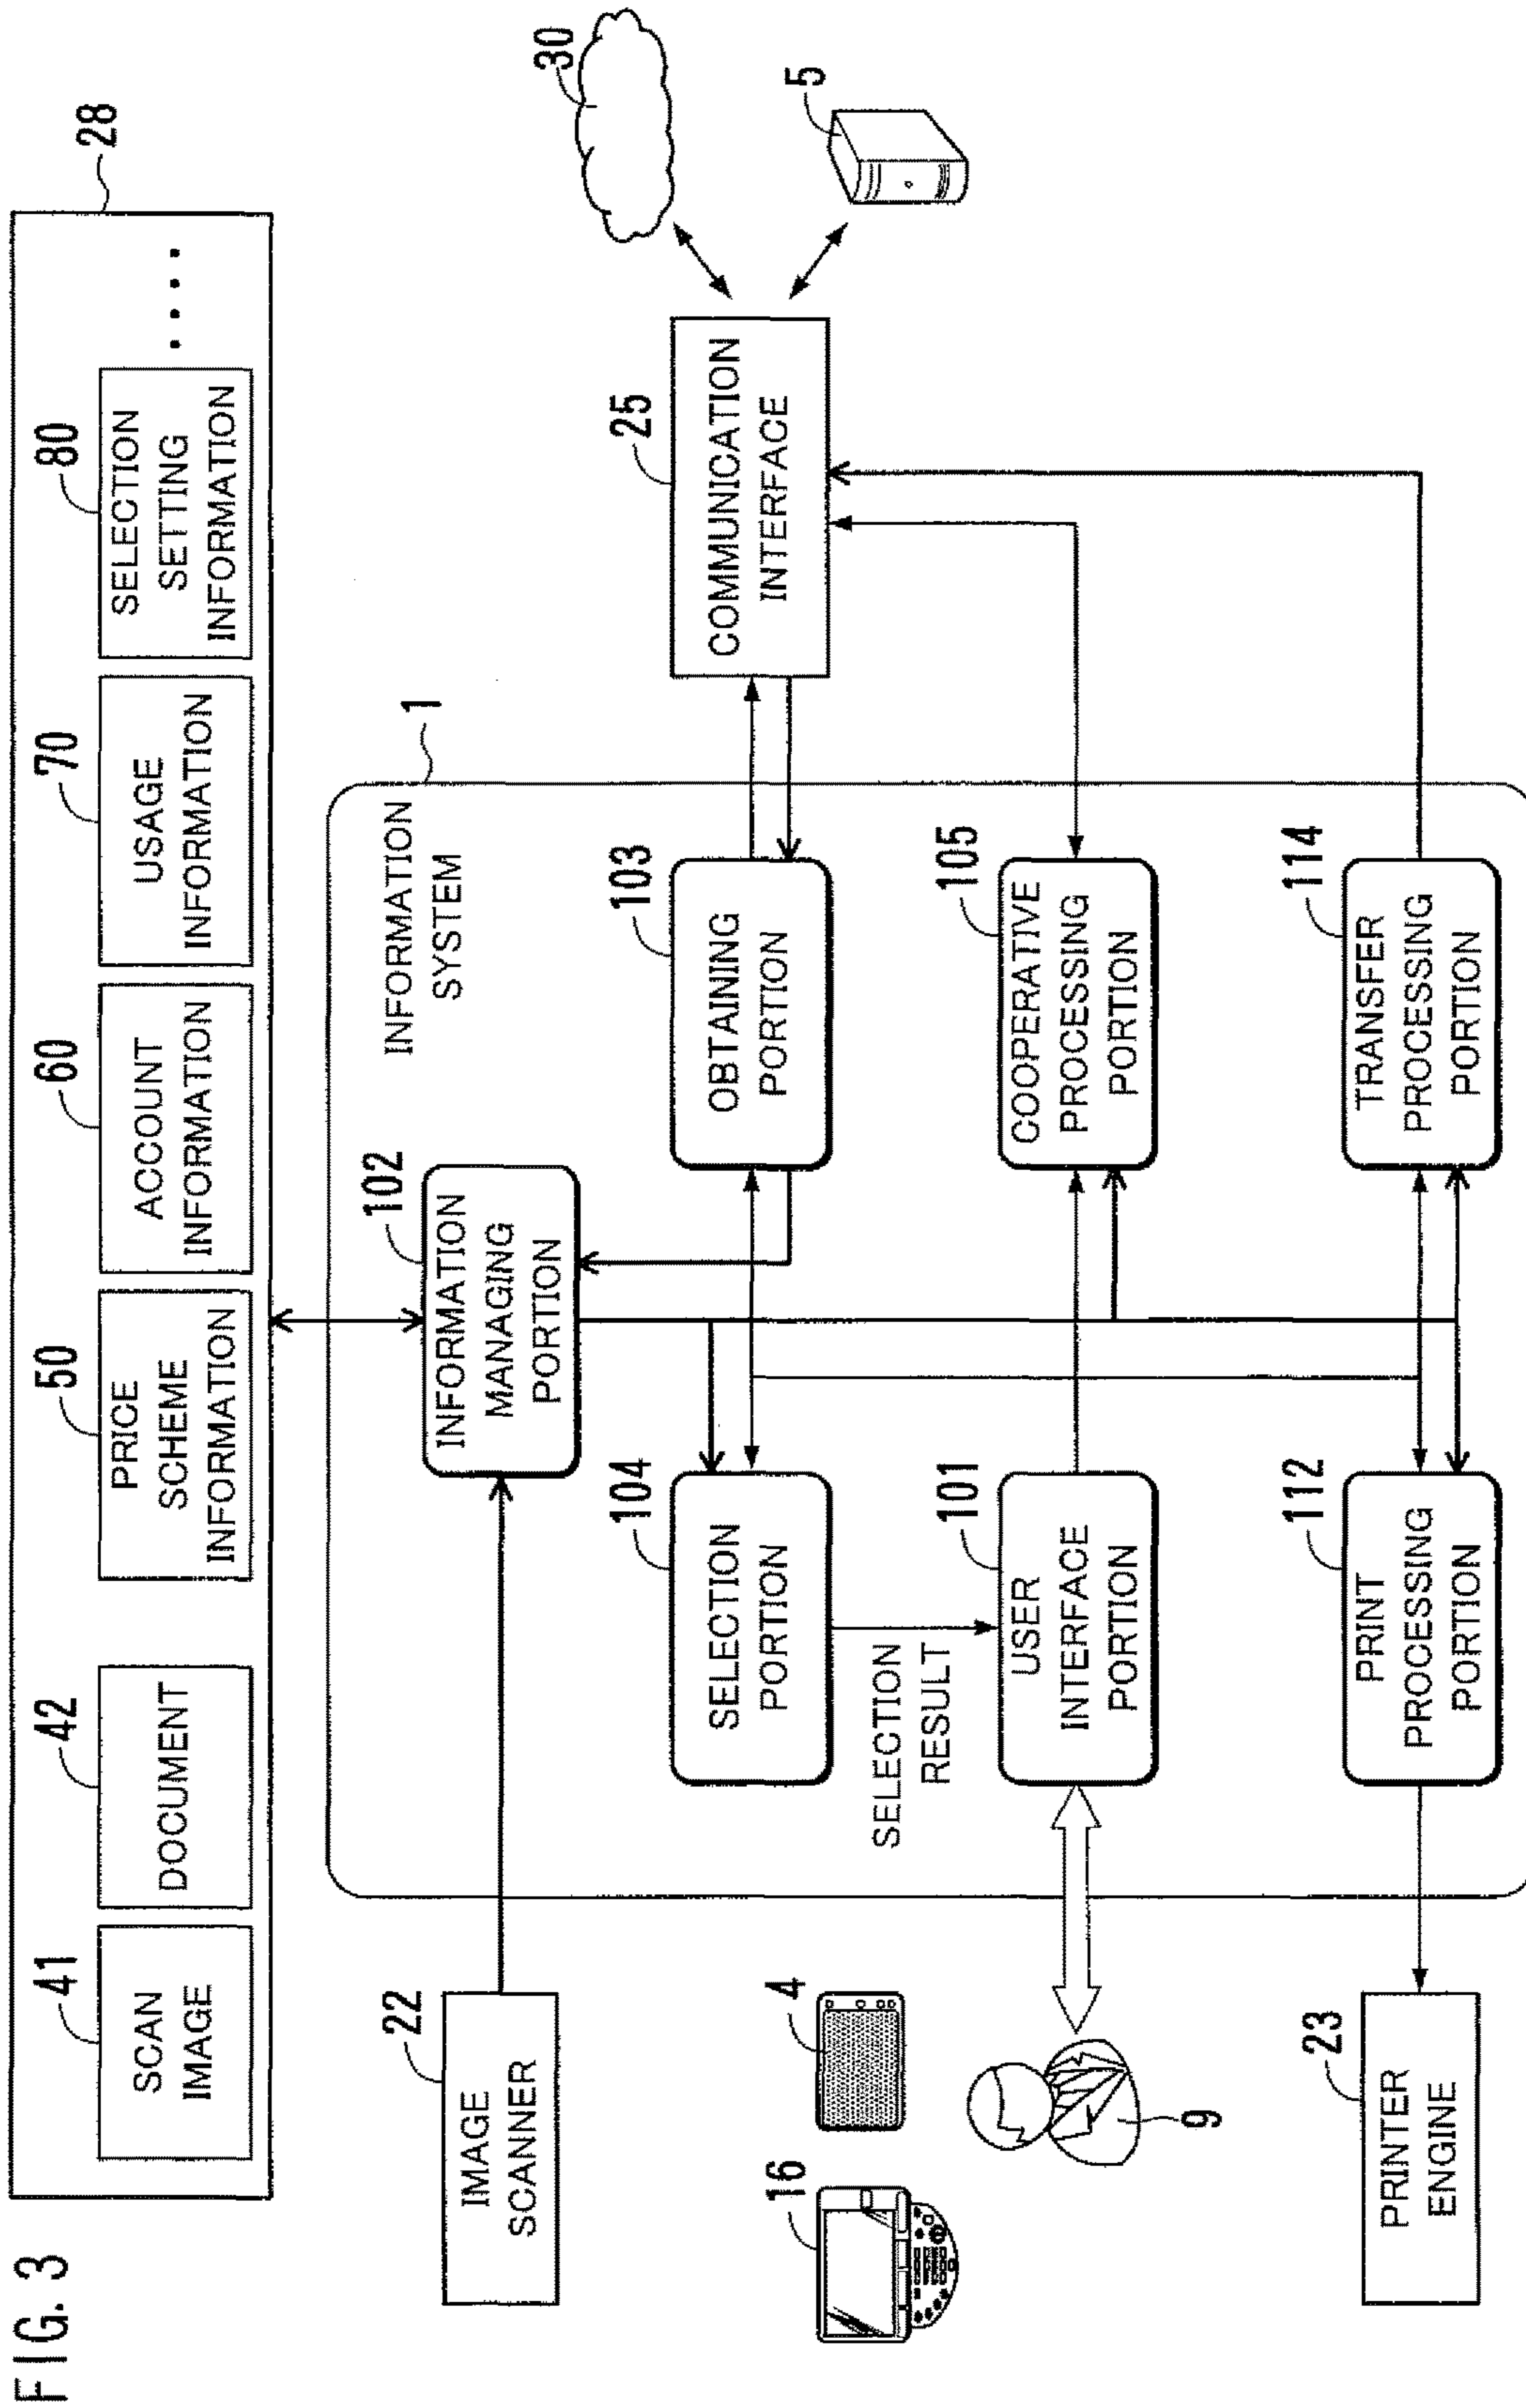 FIG. 3
28
41
SCAN
IMAGE
42
DOCUMENT
50
PRICE
SCHEME
INFORMATION
60
ACCOUNT
INFORMATION
70
USAGE
INFORMATION
80
SELECTION
SETTING
INFORMATION
....
1
INFORMATION
SYSTEM
22
IMAGE
SCANNER
102
INFORMATION
MANAGING
PORTION
30
104
SELECTION
PORTION
103
OBTAINING
PORTION
25
COMMUNICATION
INTERFACE
5
16
4
SELECTION
RESULT
9
101
USER
INTERFACE
PORTION
105
COOPERATIVE
PROCESSING
PORTION
23
PRINTER
ENGINE
112
PRINT
PROCESSING
PORTION
114
TRANSFER
PROCESSING
PORTION